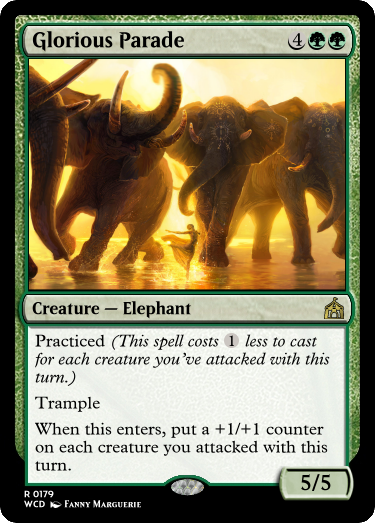 Glorious Parade 4
Creature — Elephant
Practiced (This spell costs 1 less to cast
for each creature you've attacked with this
turn.)
Trample
When this enters, put a +1/+1 counter
on each creature you attacked with this
turn.
5/5
R 0179
WCD Fanny Marguerie